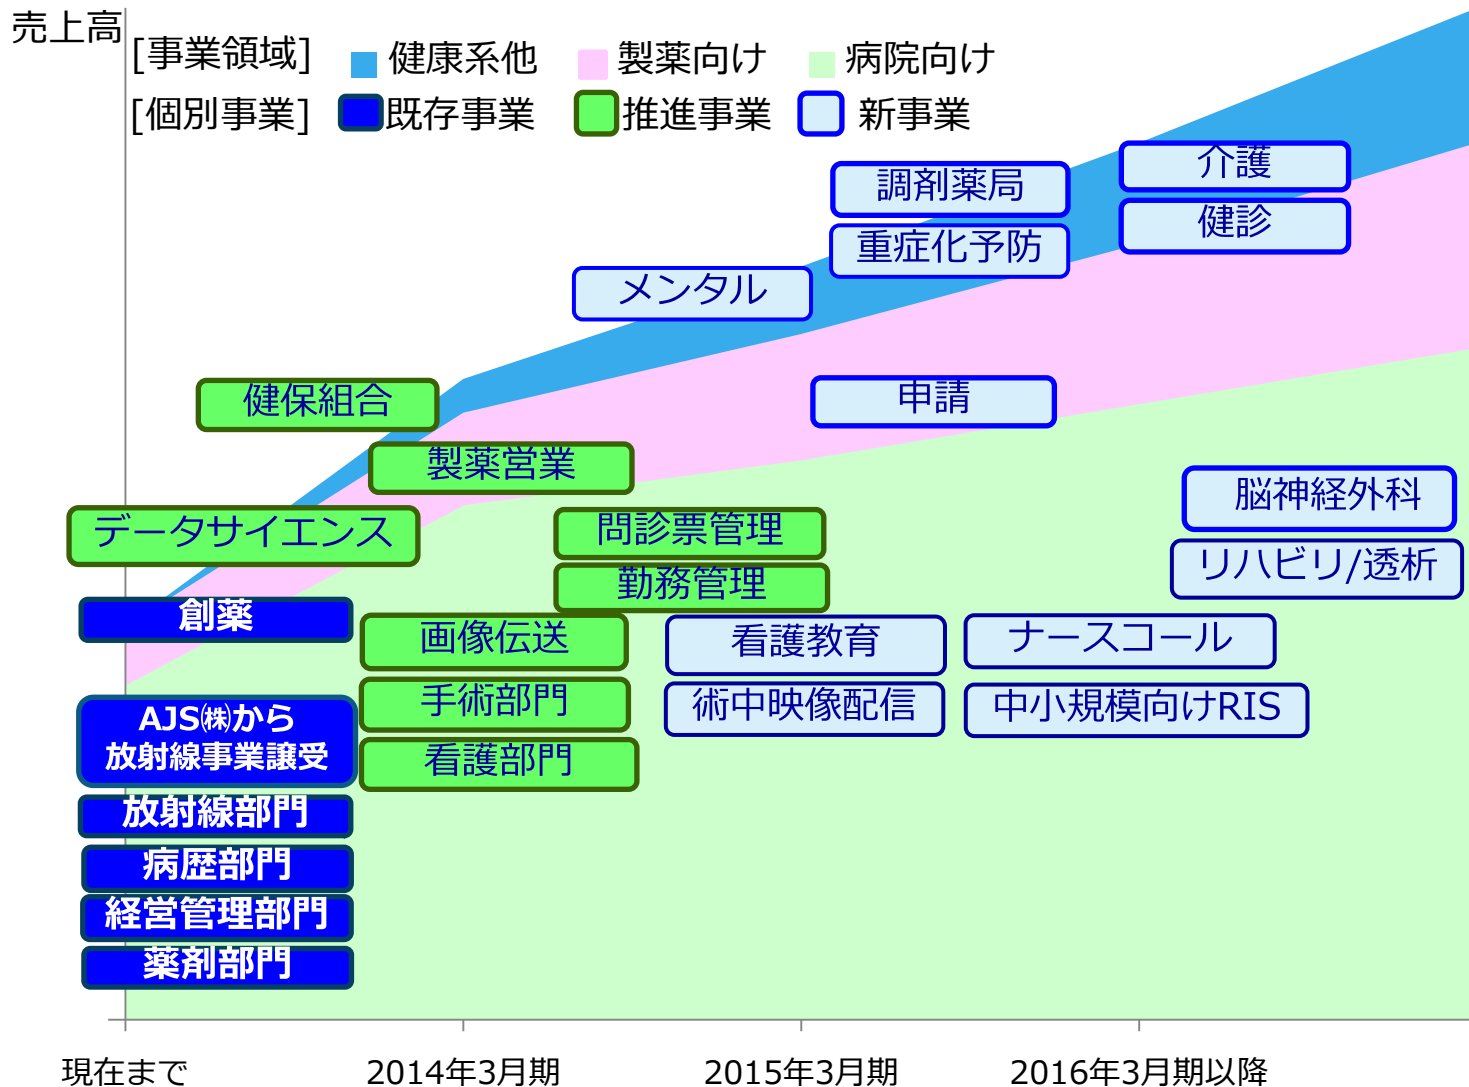 売上高
[事業領域] 健康系他 製薬向け 病院向け
[個別事業] 既存事業 推進事業 新事業
介護
調剤薬局
健診
重症化予防
メンタル
健保組合
申請
製薬営業
脳神経外科
データサイエンス
問診票管理
リハビリ/透析
勤務管理
創薬
画像伝送
看護教育
ナースコール
手術部門
術中映像配信
中小規模向けRIS
AJS㈱から
放射線事業譲受
看護部門
放射線部門
病歴部門
経営管理部門
薬剤部門
現在まで 2014年3月期 2015年3月期 2016年3月期以降